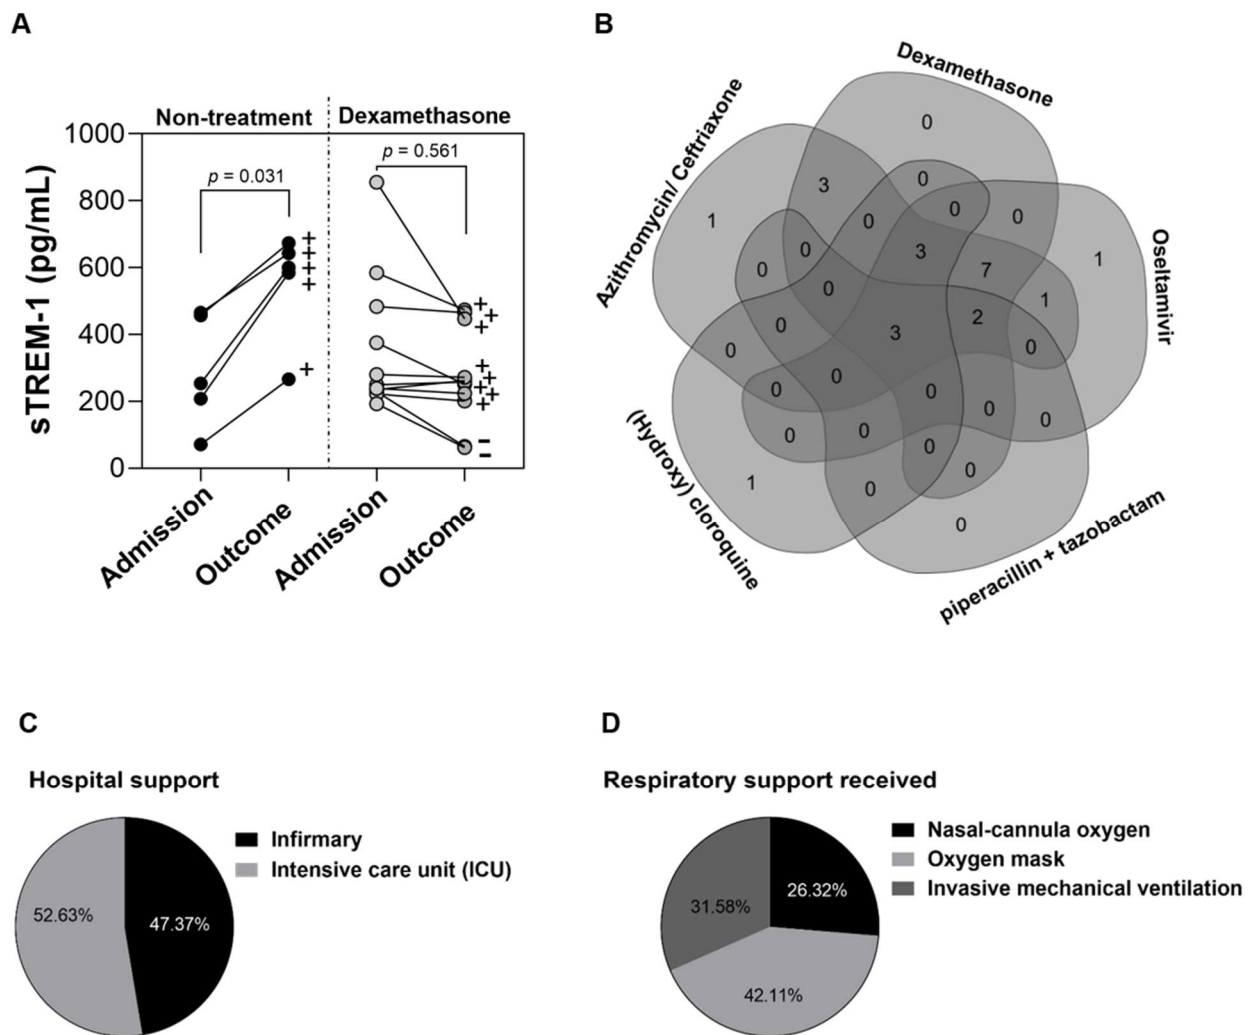 A
Non-treatment
Dexamethasone
p = 0.031
p = 0.561
sTREM-1 (pg/mL)
1000
800
600
400
200
0
+
+
+
+
+
+
+
+
+
+
+
+
+
-
-
Admission
Outcome
Admission
Outcome
B
Dexamethasone
Azithromycin/ Ceftriaxone
Oseltamivir
(Hydroxy) cloroquine
piperacillin + tazobactam
0
3
0
1
0
0
0
0
3
7
1
0
0
0
1
0
3
2
0
0
0
0
0
0
0
0
0
0
0
1
0
0
C
Hospital support
52.63%
47.37%
Infirmary
Intensive care unit (ICU)
D
Respiratory support received
26.32%
31.58%
42.11%
Nasal-cannula oxygen
Oxygen mask
Invasive mechanical ventilation